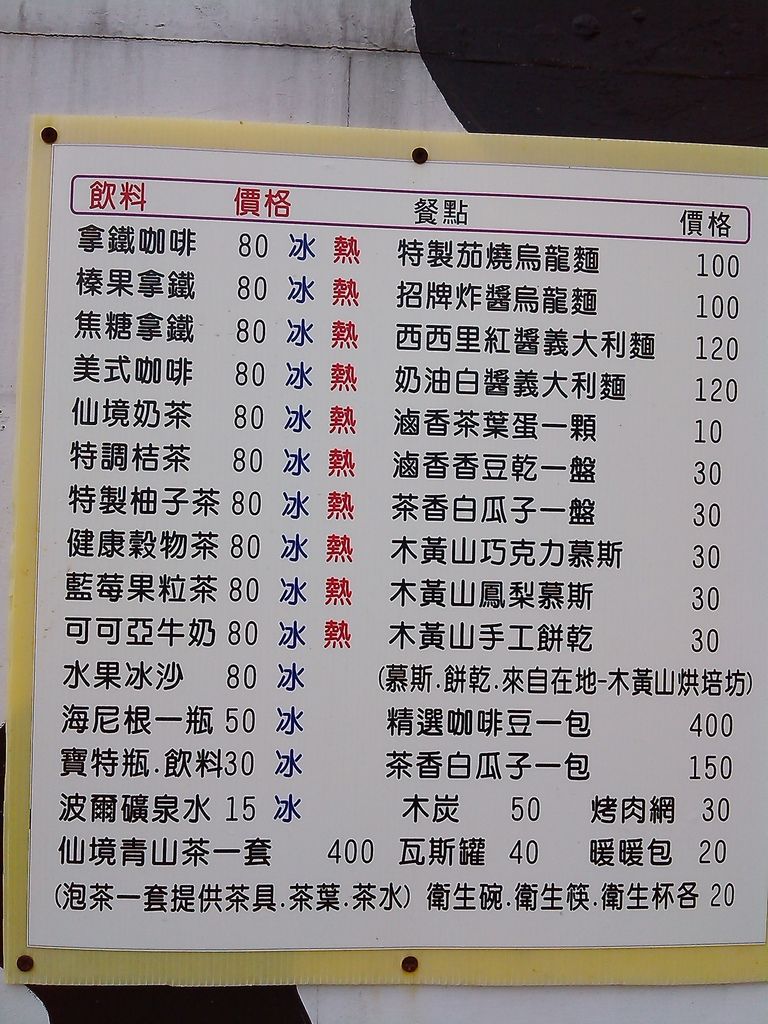 飲料 價格 餐點 價格
拿鐵咖啡 80 冰 熱 特製茄燒烏龍麵 100
榛果拿鐵 80 冰 熱 招牌炸醬烏龍麵 100
焦糖拿鐵 80 冰 熱 西西里紅醬義大利麵 120
美式咖啡 80 冰 熱 奶油白醬義大利麵 120
仙境奶茶 80 冰 熱 滷香茶葉蛋一顆 10
特調桔茶 80 冰 熱 滷香香豆乾一盤 30
特製柚子茶 80 冰 熱 茶香白瓜子一盤 30
健康穀物茶 80 冰 熱 木黃山巧克力慕斯 30
藍莓果粒茶 80 冰 熱 木黃山鳳梨慕斯 30
可可亞牛奶 80 冰 熱 木黃山手工餅乾 30
水果冰沙 80 冰 (慕斯.餅乾.來自在地-木黃山烘培坊)
海尼根一瓶 50 冰 精選咖啡豆一包 400
寶特瓶.飲料30 冰 茶香白瓜子一包 150
波爾礦泉水 15 冰 木炭 50 烤肉網 30
仙境青山茶一套 400 瓦斯罐 40 暖暖包 20
(泡茶一套提供茶具.茶葉.茶水) 衛生碗.衛生筷.衛生杯各 20